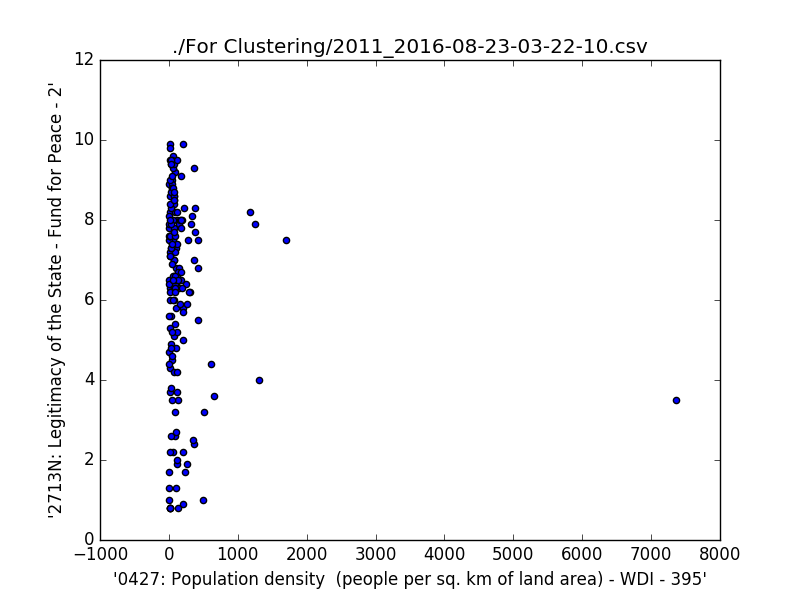 ./For Clustering/2011_2016-08-23-03-22-10.csv
12
10
8
6
4
2
0
'2713N: Legitimacy of the State - Fund for Peace - 2'
−1000 0 1000 2000 3000 4000 5000 6000 7000 8000
'0427: Population density  (people per sq. km of land area) - WDI - 395'